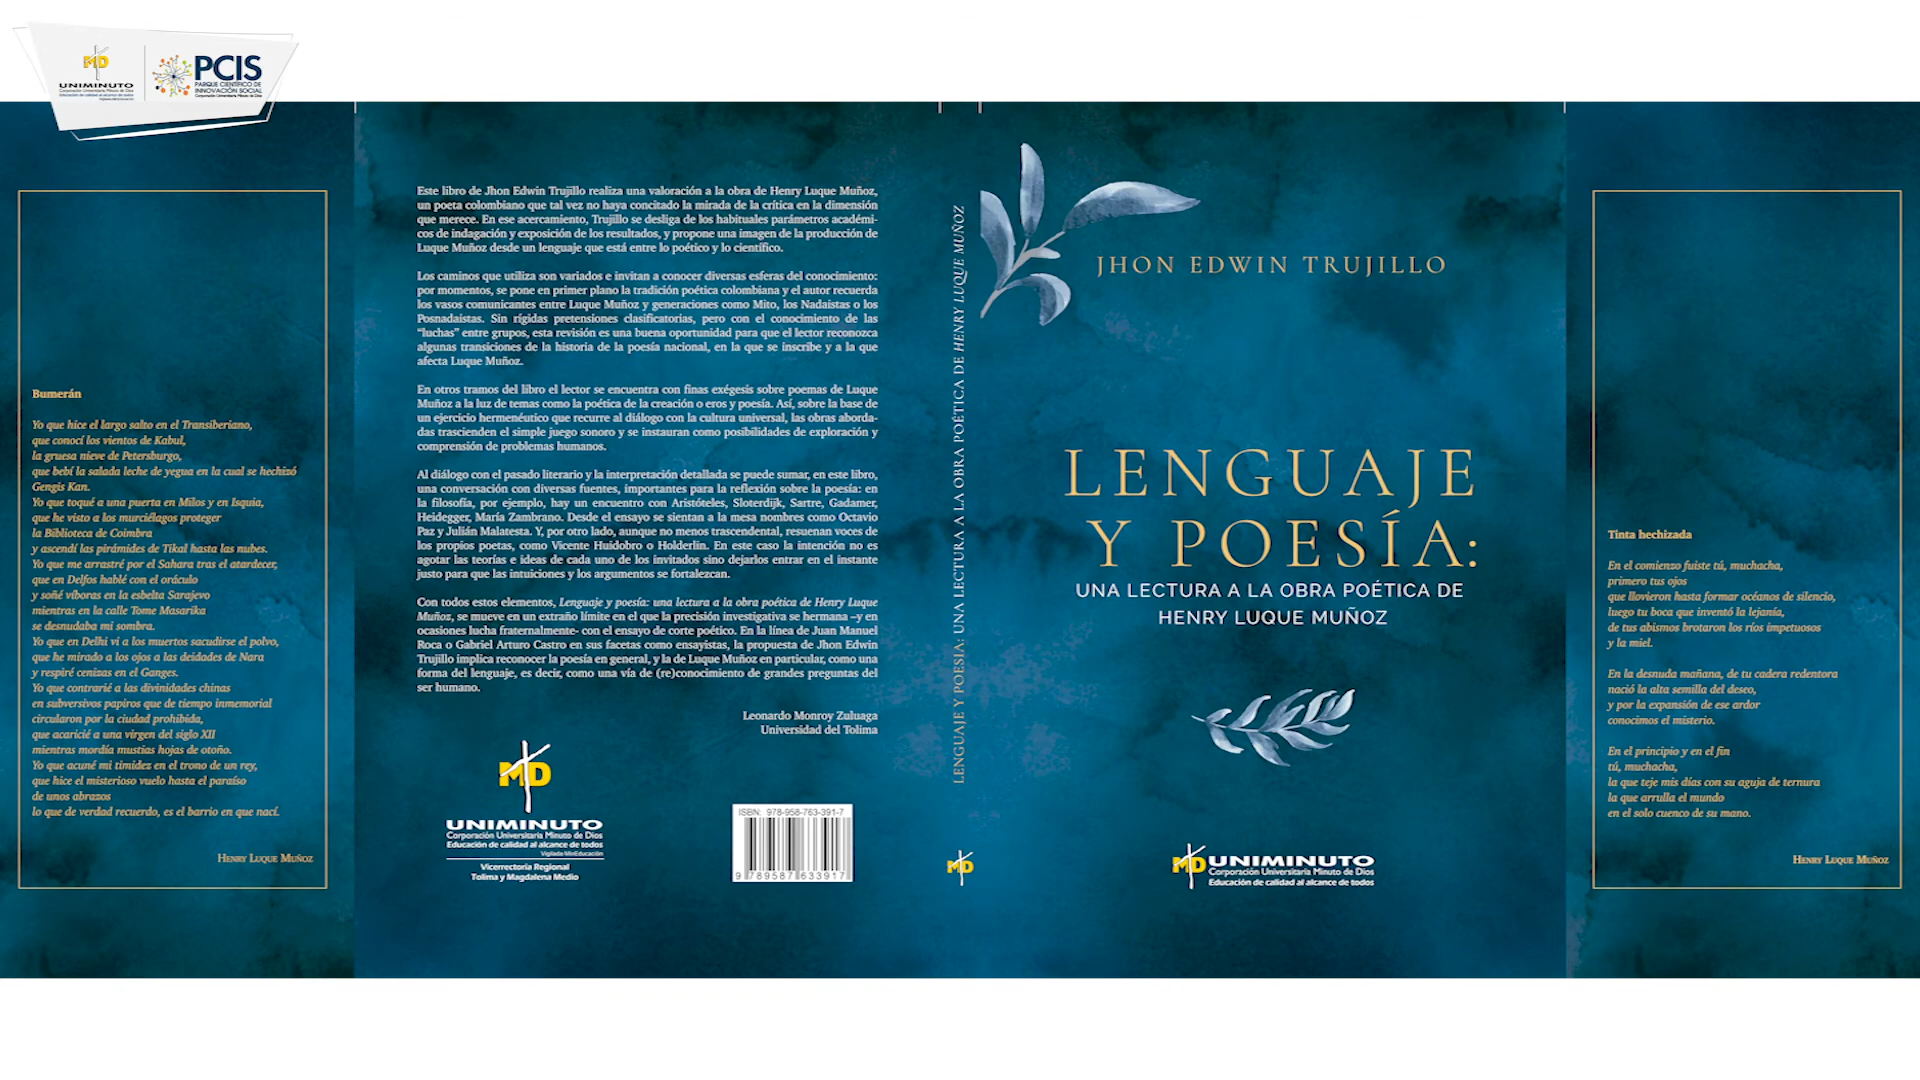 MD
UNIMINUTO
Corporación Universitaria Minuto de Dios
Educación de calidad al alcance de todos
PCIS
PARQUE CIENTÍFICO DE
INNOVACIÓN SOCIAL
Corporación Universitaria Minuto de Dios
Bumerán
Yo que hice el largo salto en el Transiberiano,
que conocí los vientos de Kabul,
la gruesa nieve de Petersburgo,
que bebí la salada leche de yegua en la cual se hechizó
Gengis Kan.
Yo que toqué a una puerta en Milos y en Isquia,
que he visto a los murciélagos proteger
la Biblioteca de Coimbra
y ascendí las pirámides de Tikal hasta las nubes.
Yo que me arrastré por el Sahara tras el atardecer,
que en Delfos hablé con el oráculo
y soñé víboras en la esbelta Sarajevo
mientras en la calle Tome Masarika
se desnudaba mi sombra.
Yo que en Delhi vi a los muertos sacudirse el polvo,
que he mirado a los ojos a las deidades de Nara
y respiré cenizas en el Ganges.
Yo que contrarié a las divinidades chinas
en subversivos papiros que de tiempo inmemorial
circularon por la ciudad prohibida,
que acaricié a una virgen del siglo XII
mientras mordía mustias hojas de otoño.
Yo que acuné mi timidez en el trono de un rey,
que hice el misterioso vuelo hasta el paraíso
de unos abrazos
lo que de verdad recuerdo, es el barrio en que nací.
Henry Luque Muñoz
Este libro de Jhon Edwin Trujillo realiza una valoración a la obra de Henry Luque Muñoz,
un poeta colombiano que tal vez no haya concitado la mirada de la crítica en la dimensión
que merece. En ese acercamiento, Trujillo se desliga de los habituales parámetros académi-
cos de indagación y exposición de los resultados, y propone una imagen de la producción de
Luque Muñoz desde un lenguaje que está entre lo poético y lo científico.
Los caminos que utiliza son variados e invitan a conocer diversas esferas del conocimiento:
por momentos, se pone en primer plano la tradición poética colombiana y el autor recuerda
los vasos comunicantes entre Luque Muñoz y generaciones como Mito, los Nadaistas o los
Posnadaistas. Sin rígidas pretensiones clasificatorias, pero con el conocimiento de las
“luchas” entre grupos, esta revisión es una buena oportunidad para que el lector reconozca
algunas transiciones de la historia de la poesía nacional, en la que se inscribe y a la que
afecta Luque Muñoz.
En otros tramos del libro el lector se encuentra con finas exégesis sobre poemas de Luque
Muñoz a la luz de temas como la poética de la creación o eros y poesía. Así, sobre la base de
un ejercicio hermenéutico que recurre al diálogo con la cultura universal, las obras aborda-
das trascienden el simple juego sonoro y se instauran como posibilidades de exploración y
comprensión de problemas humanos.
Al diálogo con el pasado literario y la interpretación detallada se puede sumar, en este libro,
una conversación con diversas fuentes, importantes para la reflexión sobre la poesía: en
la filosofía, por ejemplo, hay un encuentro con Aristóteles, Sloterdijk, Sartre, Gadamer,
Heidegger, María Zambrano. Desde el ensayo se sientan a la mesa nombres como Octavio
Paz y Julián Malatesta. Y, por otro lado, aunque no menos trascendental, resuenan voces de
los propios poetas, como Vicente Huidobro o Holderlin. En este caso la intención no es
agotar las teorías e ideas de cada uno de los invitados sino dejarlos entrar en el instante
justo para que las intuiciones y los argumentos se fortalezcan.
Con todos estos elementos, Lenguaje y poesía: una lectura a la obra poética de Henry Luque
Muñoz, se mueve en un extraño límite en el que la precisión investigativa se hermana –y en
ocasiones lucha fraternalmente- con el ensayo de corte poético. En la línea de Juan Manuel
Roca o Gabriel Arturo Castro en sus facetas como ensayistas, la propuesta de Jhon Edwin
Trujillo implica reconocer la poesía en general, y la de Luque Muñoz en particular, como una
forma del lenguaje, es decir, como una vía de (re)conocimiento de grandes preguntas del
ser humano.
Leonardo Monroy Zuluaga
Universidad del Tolima
MD
UNIMINUTO
Corporación Universitaria Minuto de Dios
Educación de calidad al alcance de todos
Vigilada MinEducación
Vicerrectoría Regional
Tolima y Magdalena Medio
ISBN: 978-958-763-391-7
9 789587 633917
LENGUAJE Y POESÍA: UNA LECTURA A LA OBRA POÉTICA DE HENRY LUQUE MUÑOZ
MD
JHON EDWIN TRUJILLO
LENGUAJE
Y POESÍA:
UNA LECTURA A LA OBRA POÉTICA DE
HENRY LUQUE MUÑOZ
MD UNIMINUTO
Corporación Universitaria Minuto de Dios
Educación de calidad al alcance de todos
Tinta hechizada
En el comienzo fuiste tú, muchacha,
primero tus ojos
que llovieron hasta formar océanos de silencio,
luego tu boca que inventó la lejanía,
de tus abismos brotaron los ríos impetuosos
y la miel.
En la desnuda mañana, de tu cadera redentora
nació la alta semilla del deseo,
y por la expansión de ese ardor
conocimos el misterio.
En el principio y en el fin
tú, muchacha,
la que teje mis días con su aguja de ternura
la que arrulla el mundo
en el solo cuenco de su mano.
Henry Luque Muñoz